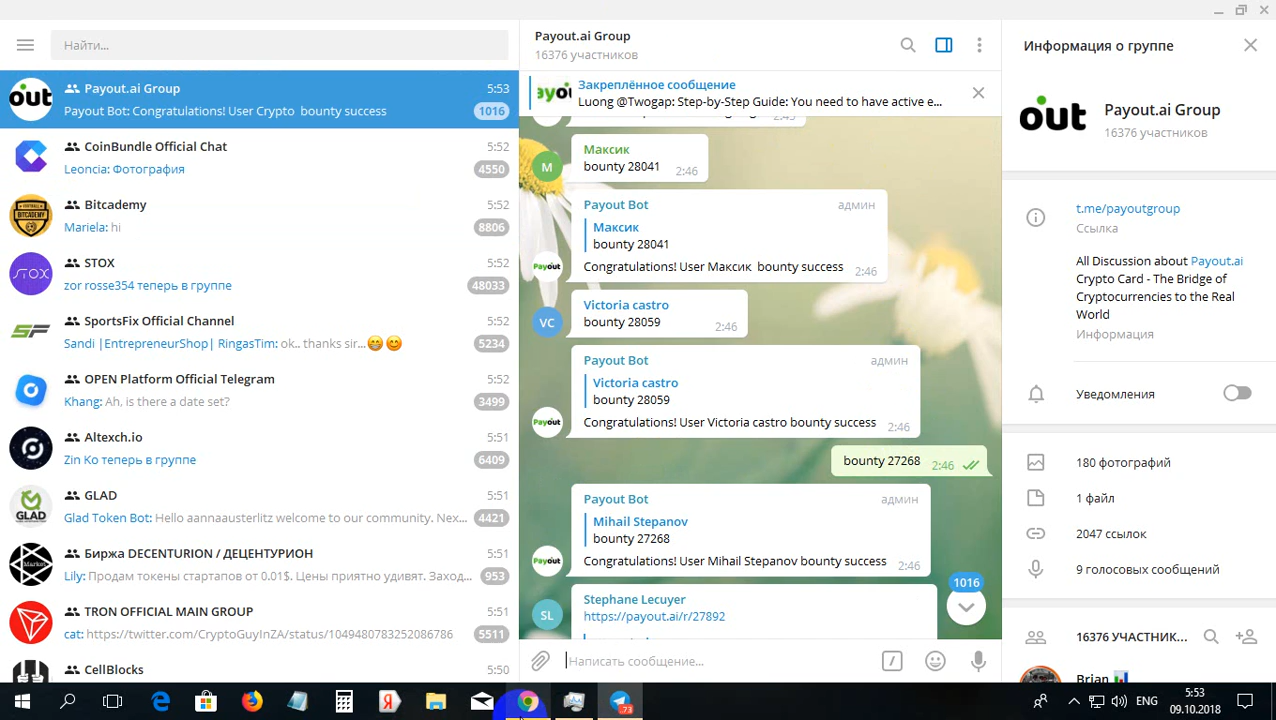 Найти...
Payout.ai Group
5:53
Payout Bot: Congratulations! User Crypto bounty success
1016
CoinBundle Official Chat
5:52
Leoncia: Фотография
4550
Bitcademy
5:52
Mariela: hi
8806
STOX
5:52
zor rosse354 теперь в группе
48033
SportsFix Official Channel
5:52
Sandi |EntrepreneurShop| RingasTim: ok.. thanks sir...😁😊
5234
OPEN Platform Official Telegram
5:52
Khang: Ah, is there a date set?
3499
Altexch.io
5:51
Zin Ko теперь в группе
6409
GLAD
5:51
Glad Token Bot: Hello aannaausterlitz welcome to our community. Nex...
4421
Биржа DECENTURION / ДЕЦЕНТУРИОН
5:51
Lily: Продам токены стартапов от 0.01$. Цены приятно удивят. Заход...
953
TRON OFFICIAL MAIN GROUP
5:51
cat: https://twitter.com/CryptoGuyInZA/status/1049480783252086786
5511
CellBlocks
5:50
Payout.ai Group
16376 участников
Закреплённое сообщение
Luong @Twogap: Step-by-Step Guide: You need to have active e...
2:45
Максик
bounty 28041
2:46
Payout Bot
админ
Максик
bounty 28041
Congratulations! User Максик bounty success
2:46
Victoria castro
bounty 28059
2:46
Payout Bot
админ
Victoria castro
bounty 28059
Congratulations! User Victoria castro bounty success
2:46
bounty 27268
2:46
Payout Bot
админ
Mihail Stepanov
bounty 27268
Congratulations! User Mihail Stepanov bounty success
2:46
Stephane Lecuyer
https://payout.ai/r/27892
1016
Написать сообщение...
Информация о группе
out
Payout.ai Group
16376 участников
t.me/payoutgroup
Ссылка
All Discussion about Payout.ai
Crypto Card - The Bridge of
Cryptocurrencies to the Real
World
Информация
Уведомления
180 фотографий
1 файл
2047 ссылок
9 голосовых сообщений
16376 УЧАСТНИК...
Brian
ENG
5:53
09.10.2018
73